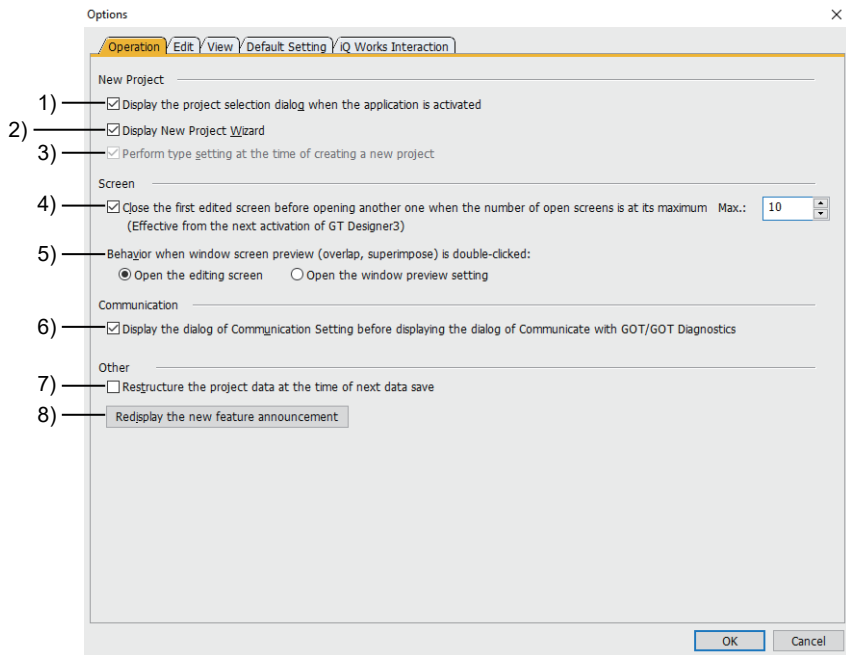 Options
Operation Edit View Default Setting iQ Works Interaction
New Project
1) Display the project selection dialog when the application is activated
2) Display New Project Wizard
3) Perform type setting at the time of creating a new project
Screen
4) Close the first edited screen before opening another one when the number of open screens is at its maximum Max.: 10
(Effective from the next activation of GT Designer3)
5) Behavior when window screen preview (overlap, superimpose) is double-clicked:
Open the editing screen Open the window preview setting
Communication
6) Display the dialog of Communication Setting before displaying the dialog of Communicate with GOT/GOT Diagnostics
Other
7) Restructure the project data at the time of next data save
8) Redisplay the new feature announcement
OK Cancel